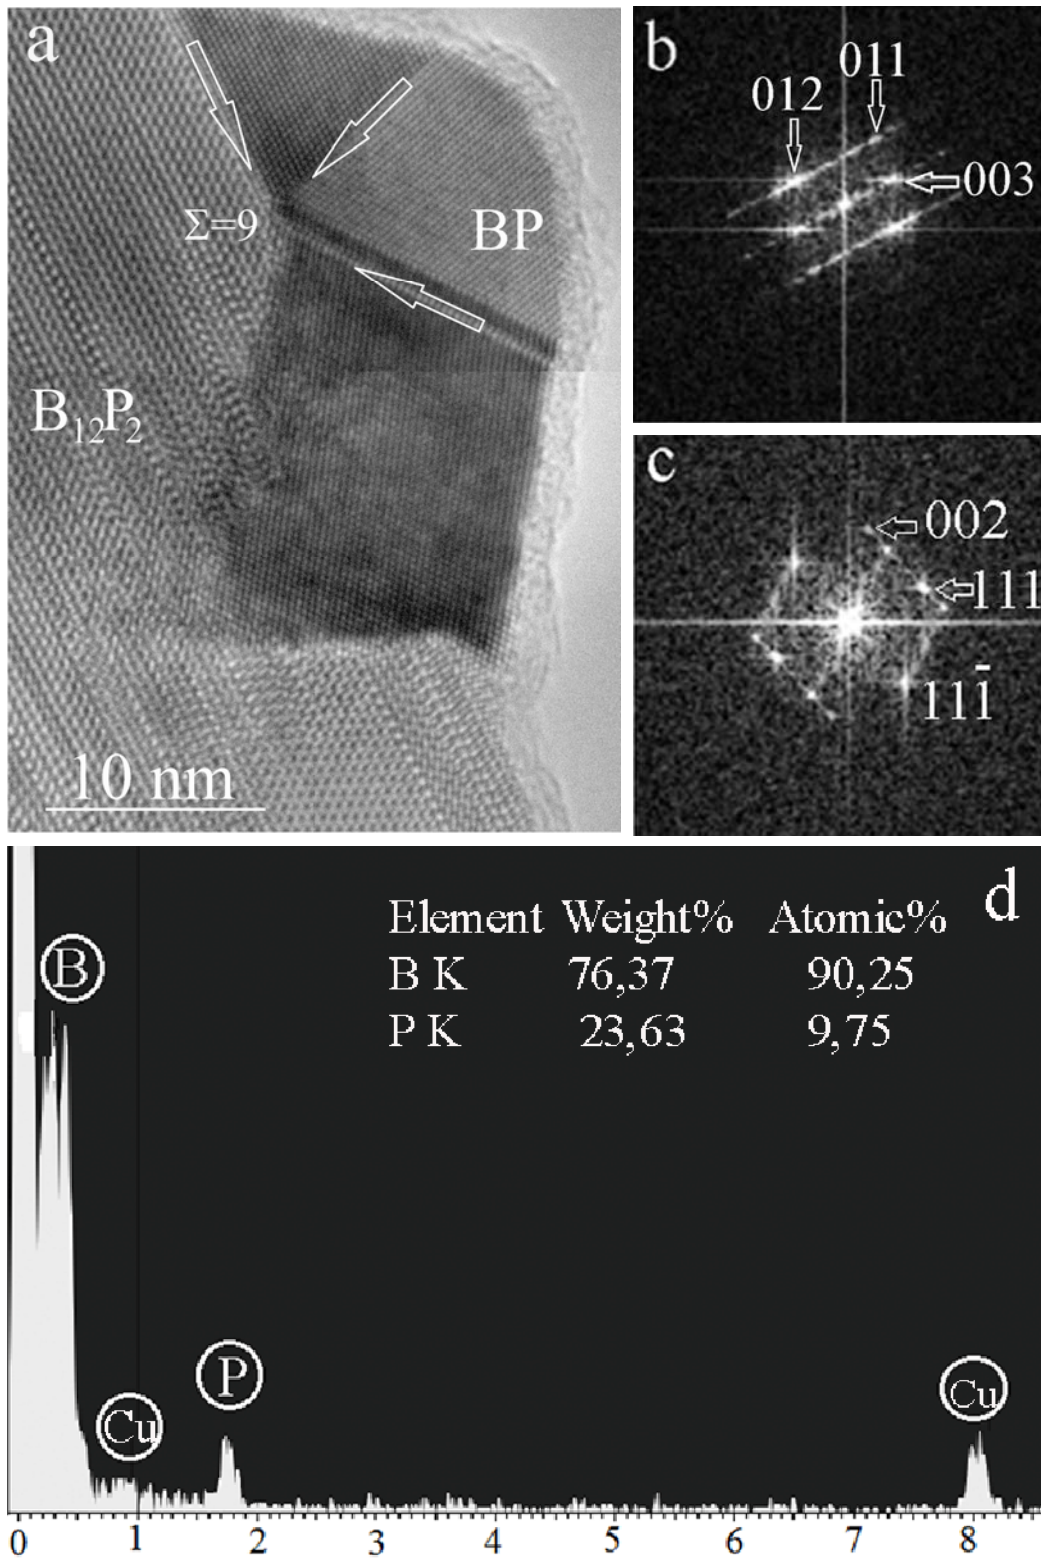 a
Σ=9
BP
B₁₂P₂
10 nm
b
011
012
003
c
002
111
111̅
d
Element Weight% Atomic%
B K 76,37 90,25
P K 23,63 9,75
B
Cu
P
Cu
0 1 2 3 4 5 6 7 8